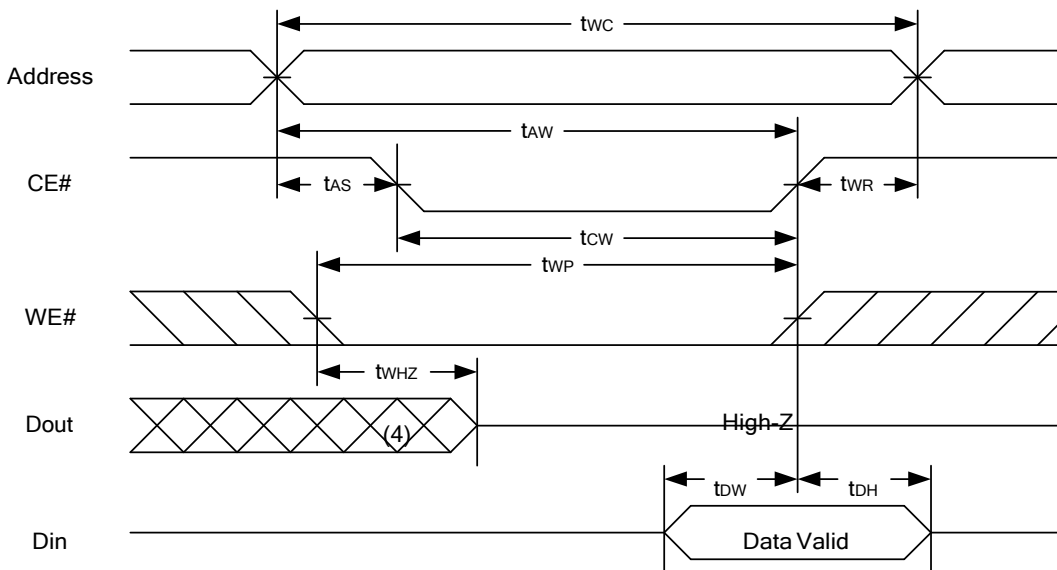 tWC
Address
tAW
CE#
tAS
tWR
tCW
tWP
WE#
tWHZ
Dout
(4)
High-Z
tDW
tDH
Din
Data Valid